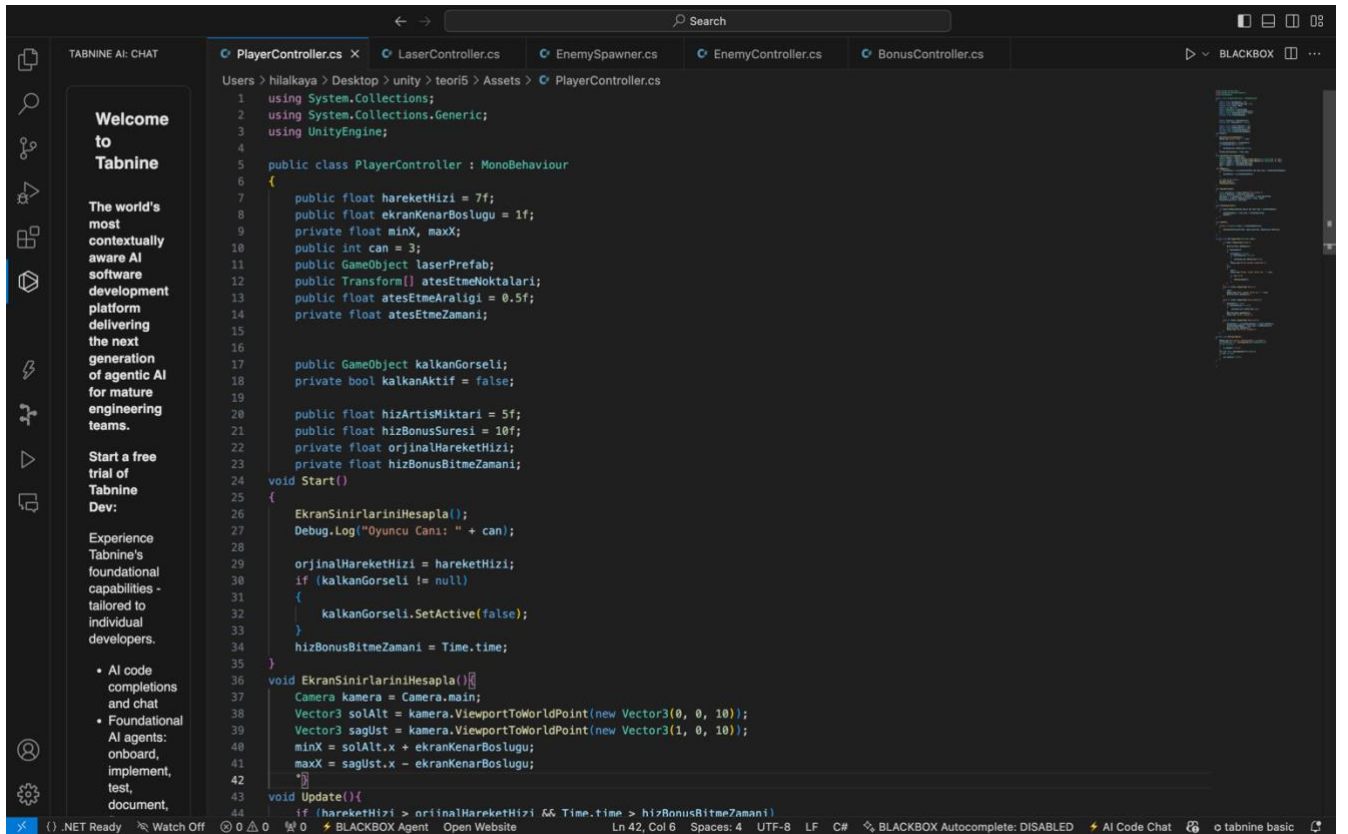 Search
TABNINE AI: CHAT
PlayerController.cs
LaserController.cs
EnemySpawner.cs
EnemyController.cs
BonusController.cs
BLACKBOX
Users > hilalkaya > Desktop > unity > teori5 > Assets > PlayerController.cs
Welcome
to
Tabnine
The world's
most
contextually
aware AI
software
development
platform
delivering
the next
generation
of agentic AI
for mature
engineering
teams.
Start a free
trial of
Tabnine
Dev:
Experience
Tabnine's
foundational
capabilities -
tailored to
individual
developers.
• AI code
completions
and chat
• Foundational
AI agents:
onboard,
implement,
test,
document,
1 using System.Collections;
2 using System.Collections.Generic;
3 using UnityEngine;
4
5 public class PlayerController : MonoBehaviour
6 {
7 public float hareketHizi = 7f;
8 public float ekranKenarBoslugu = 1f;
9 private float minX, maxX;
10 public int can = 3;
11 public GameObject laserPrefab;
12 public Transform[] atesEtmeNoktalari;
13 public float atesEtmeAraligi = 0.5f;
14 private float atesEtmeZamani;
15
16
17 public GameObject kalkanGorseli;
18 private bool kalkanAktif = false;
19
20 public float hizArtisMiktari = 5f;
21 public float hizBonusSuresi = 10f;
22 private float orjinalHareketHizi;
23 private float hizBonusBitmeZamani;
24 void Start()
25 {
26 EkranSinirlariniHesapla();
27 Debug.Log("Oyuncu Canı: " + can);
28
29 orjinalHareketHizi = hareketHizi;
30 if (kalkanGorseli != null)
31 {
32 kalkanGorseli.SetActive(false);
33 }
34 hizBonusBitmeZamani = Time.time;
35 }
36 void EkranSinirlariniHesapla(){
37 Camera kamera = Camera.main;
38 Vector3 solAlt = kamera.ViewportToWorldPoint(new Vector3(0, 0, 10));
39 Vector3 sagUst = kamera.ViewportToWorldPoint(new Vector3(1, 0, 10));
40 minX = solAlt.x + ekranKenarBoslugu;
41 maxX = sagUst.x - ekranKenarBoslugu;
42 }
43 void Update(){
44 if (hareketHizi > orjinalHareketHizi && Time.time > hizBonusBitmeZamani)
{} .NET Ready Watch Off 0 0 0 BLACKBOX Agent Open Website Ln 42, Col 6 Spaces: 4 UTF-8 LF C# BLACKBOX Autocomplete: DISABLED AI Code Chat tabnine basic